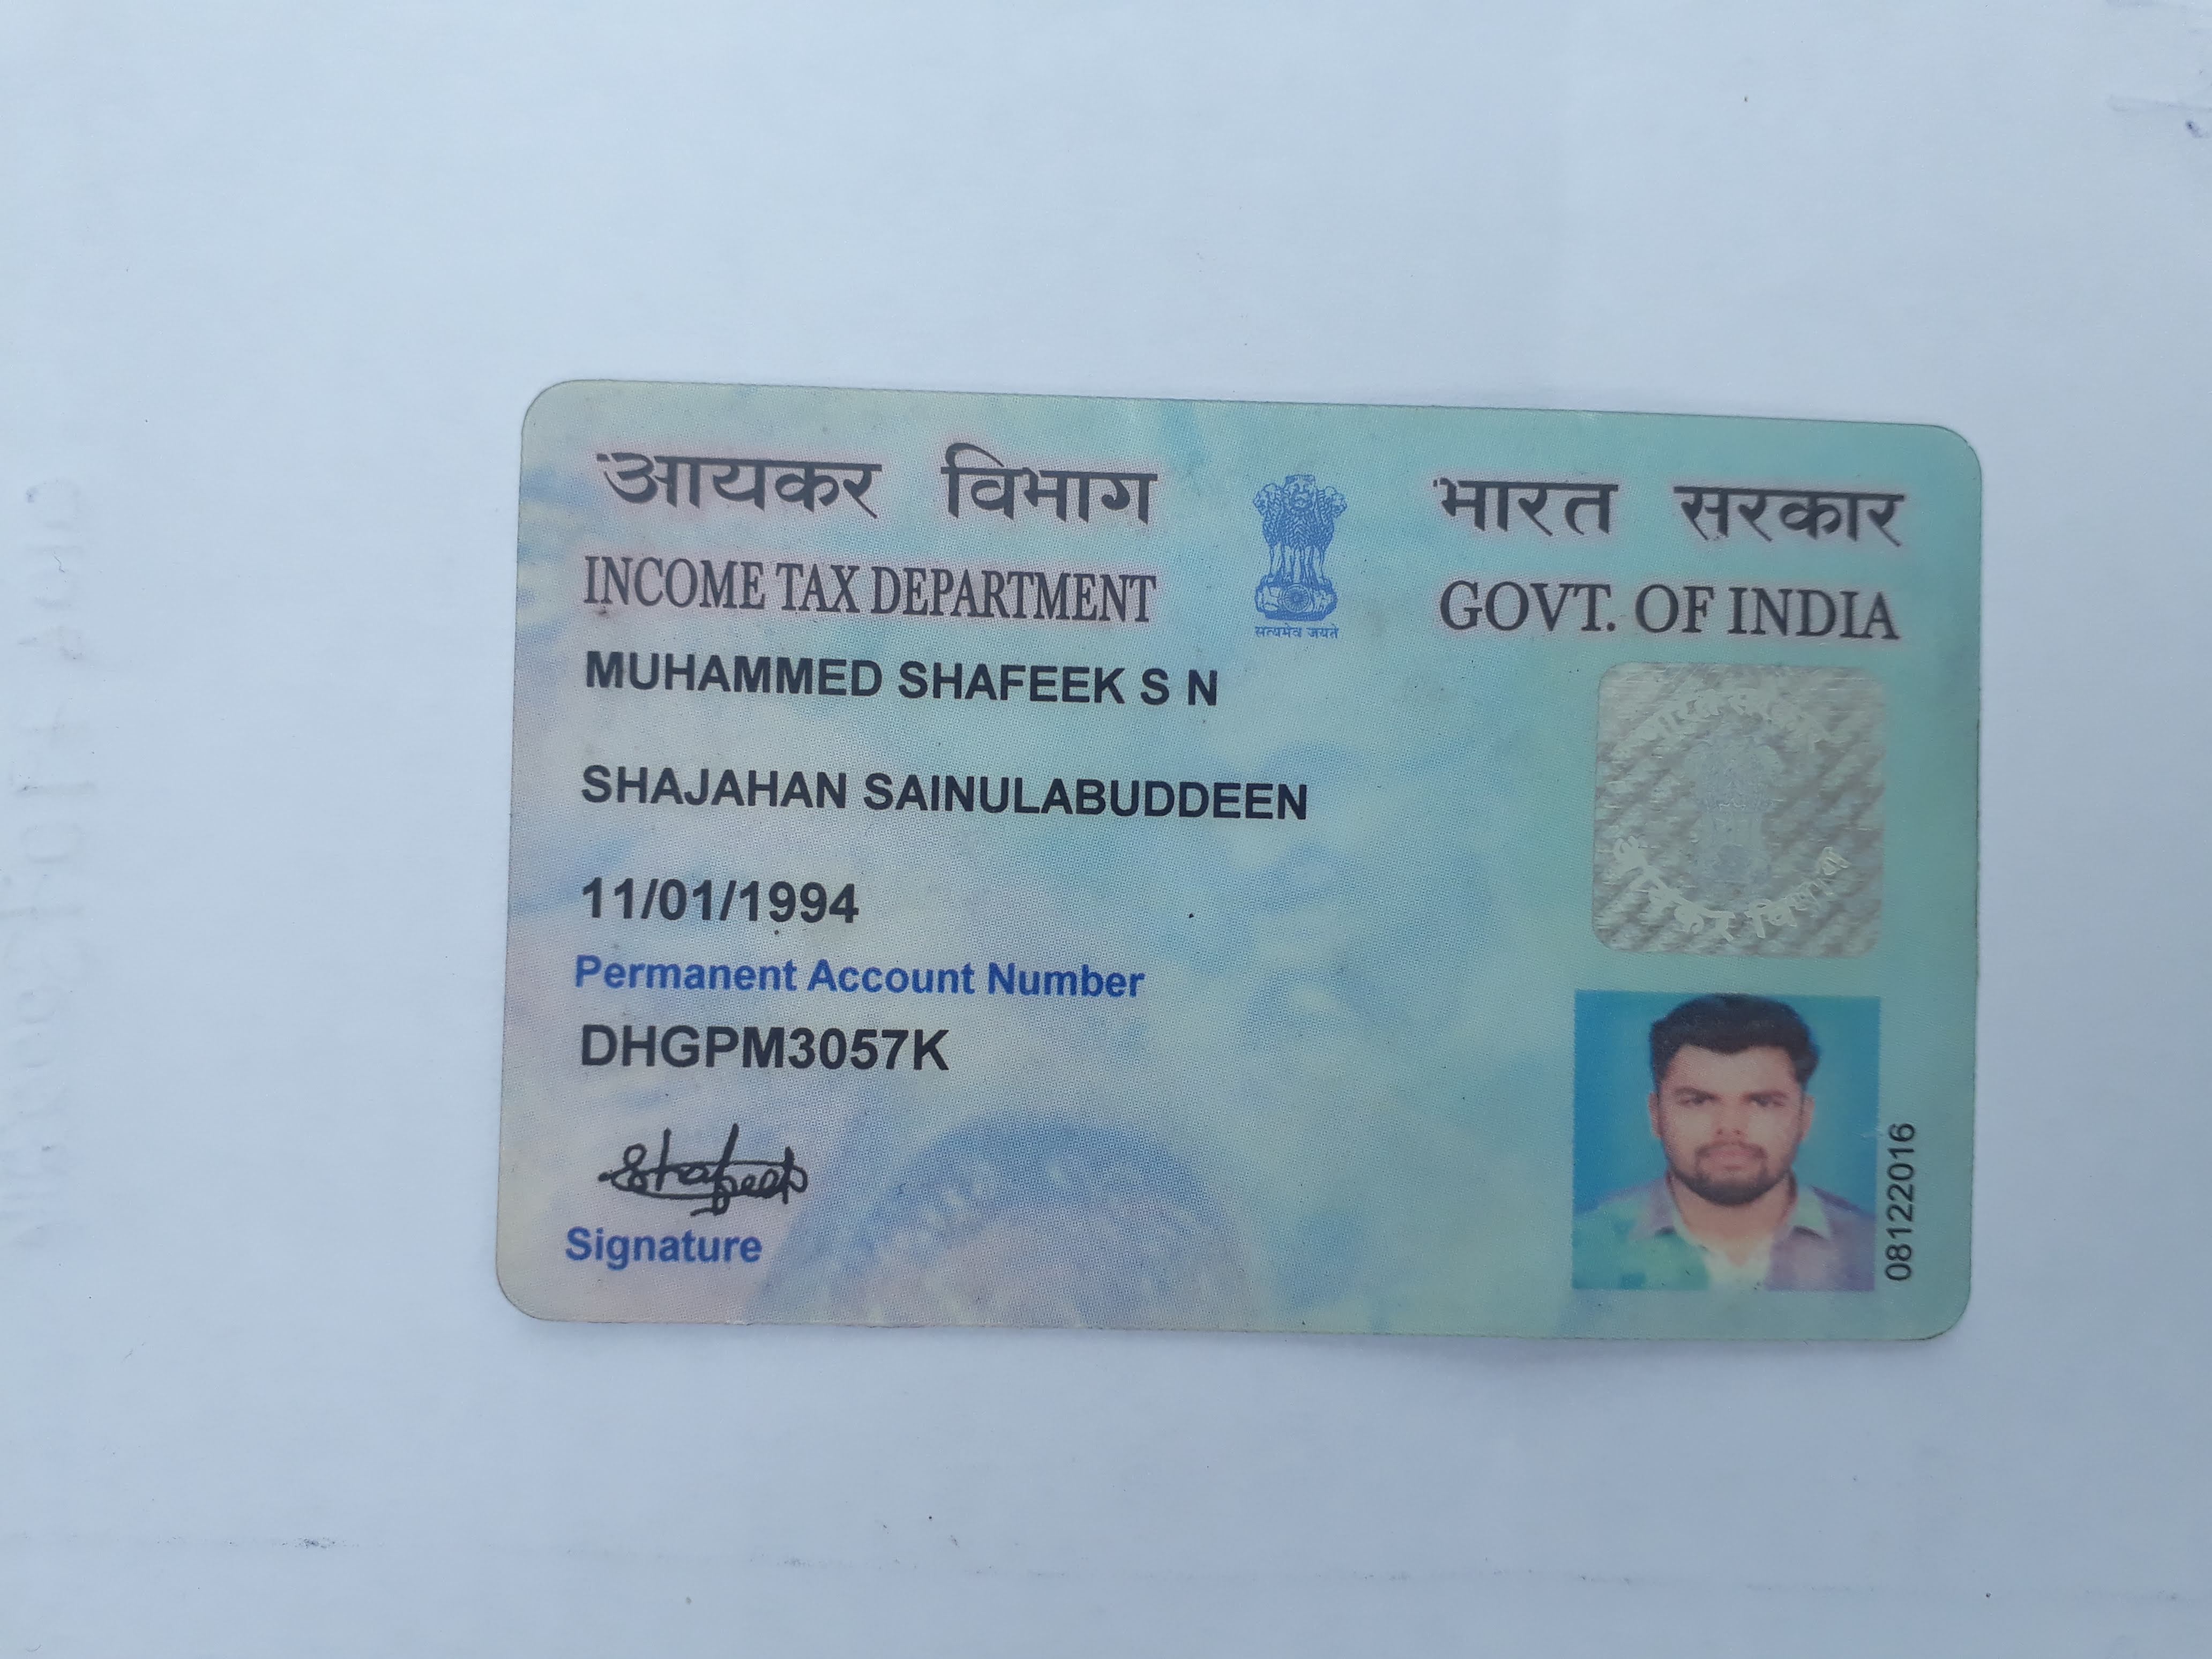 आयकर विभाग
INCOME TAX DEPARTMENT
सत्यमेव जयते
भारत सरकार
GOVT. OF INDIA
MUHAMMED SHAFEEK S N
SHAJAHAN SAINULABUDDEEN
11/01/1994
Permanent Account Number
DHGPM3057K
Signature
08122016